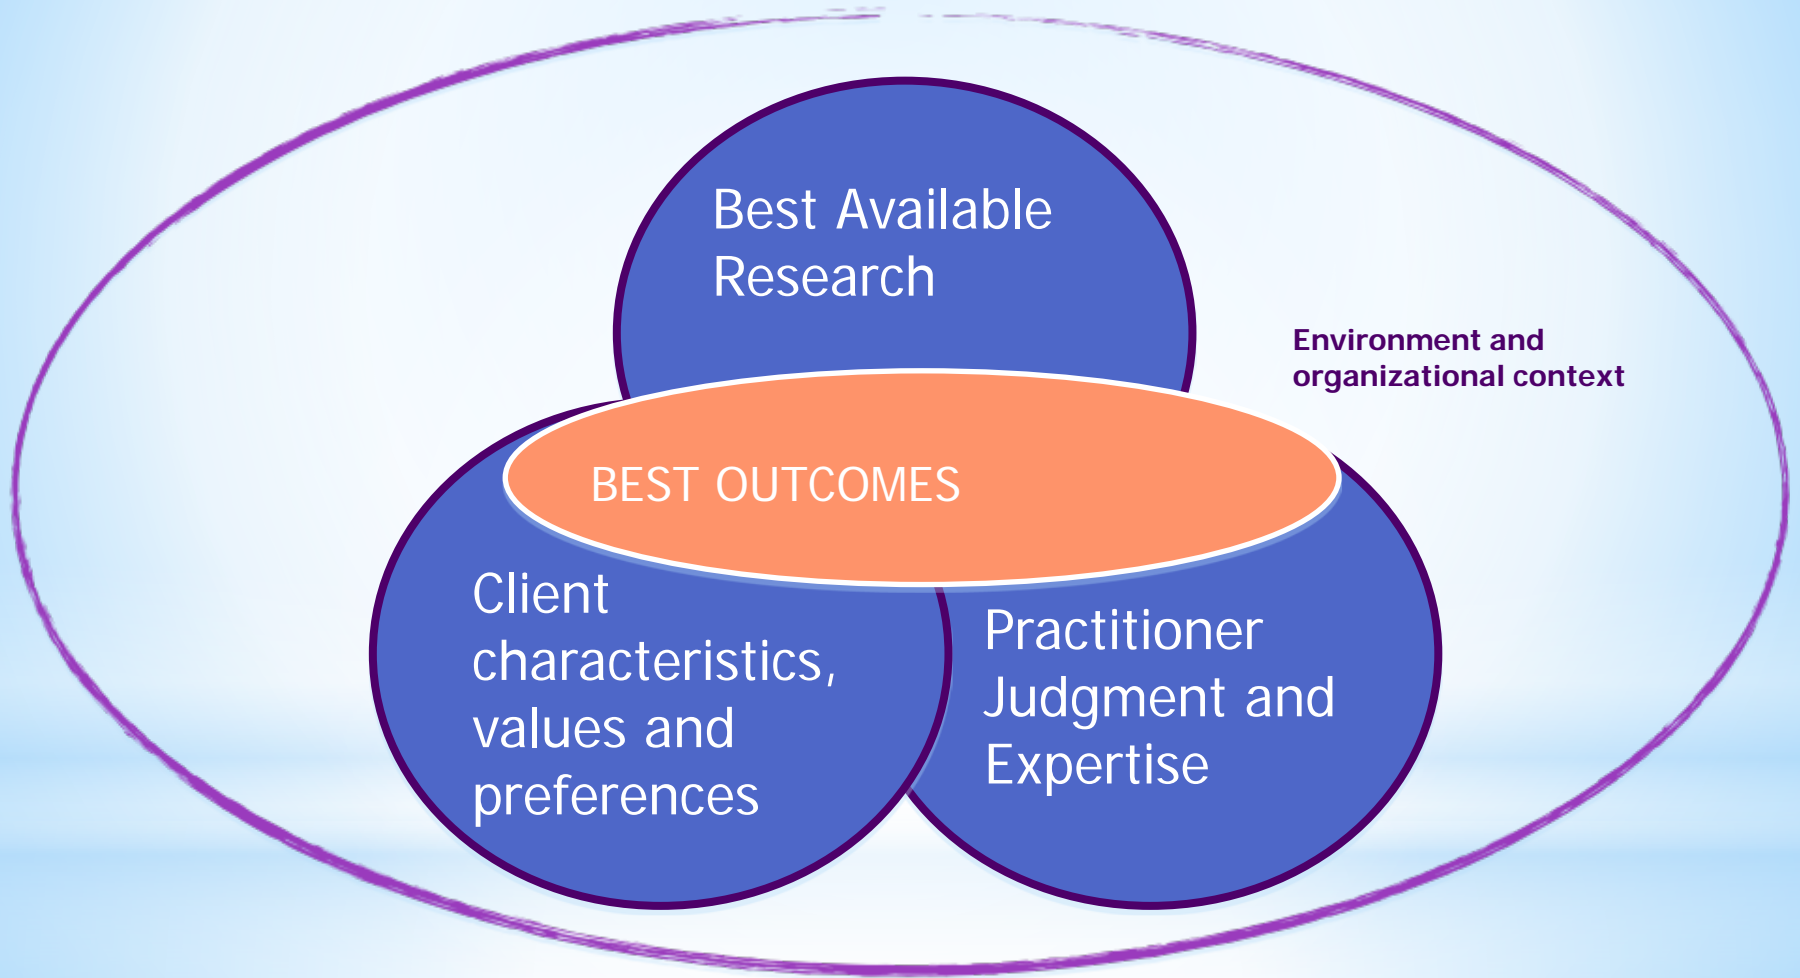 Best Available
Research
Environment and
organizational context
BEST OUTCOMES
Client
characteristics,
values and
preferences
Practitioner
Judgment and
Expertise